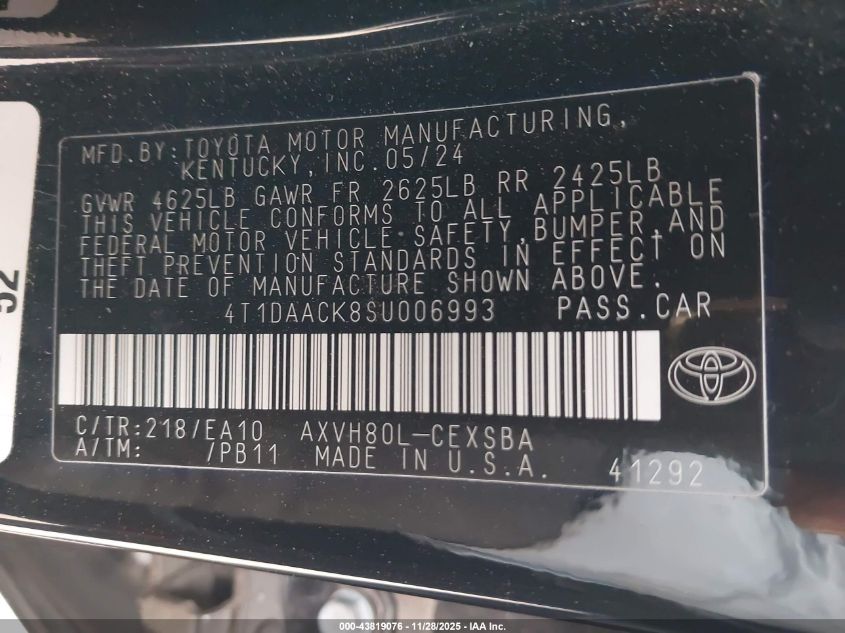 MFD.BY:TOYOTA MOTOR MANUFACTURING,
KENTUCKY,INC.05/24
GVWR 4625LB GAWR FR 2625LB RR 2425LB
THIS VEHICLE CONFORMS TO ALL APPLICABLE
FEDERAL MOTOR VEHICLE SAFETY,BUMPER,AND
THEFT PREVENTION STANDARDS IN EFFECT ON
THE DATE OF MANUFACTURE SHOWN ABOVE.
4T1DAACK8SU006993 PASS.CAR
C/TR:218/EA10 AXVH80L-CEXSBA
A/TM: /PB11 MADE IN U.S.A. 41292
52
000-43819076 - 11/28/2025 - IAA Inc.